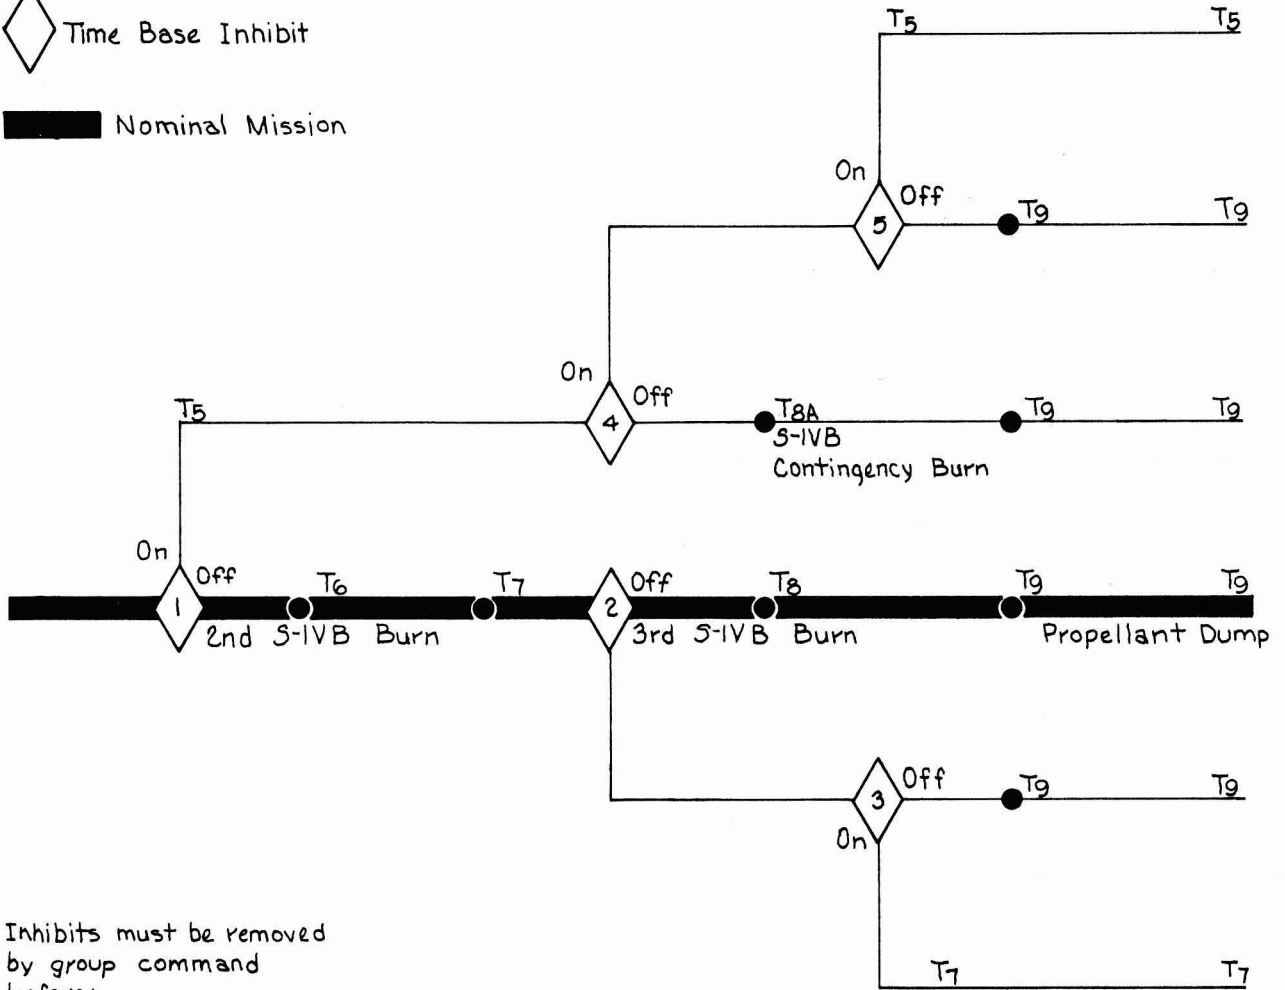 Time Base Inhibit
Nominal Mission
T5 T5
On
Off
5
T9 T9
On
Off
T5
4
T8A
T9 T9
S-IVB
Contingency Burn
On
Off
T6
T7
Off
T8
T9
T9
1
2
2nd S-IVB Burn
3rd S-IVB Burn
Propellant Dump
Off
T9 T9
3
On
Inhibits must be removed
by group command
T7 T7